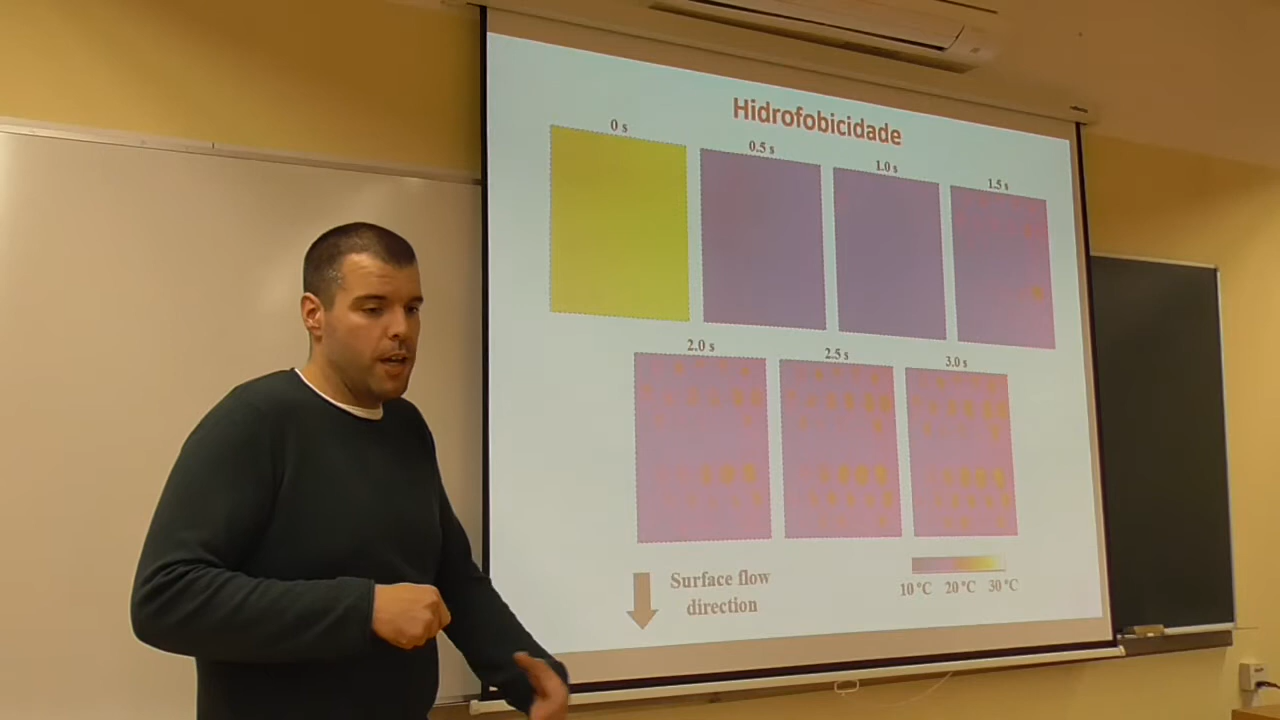 Hidrofobicidade
0 s
0.5 s
1.0 s
1.5 s
2.0 s
2.5 s
3.0 s
Surface flow
direction
10 °C 20 °C 30 °C